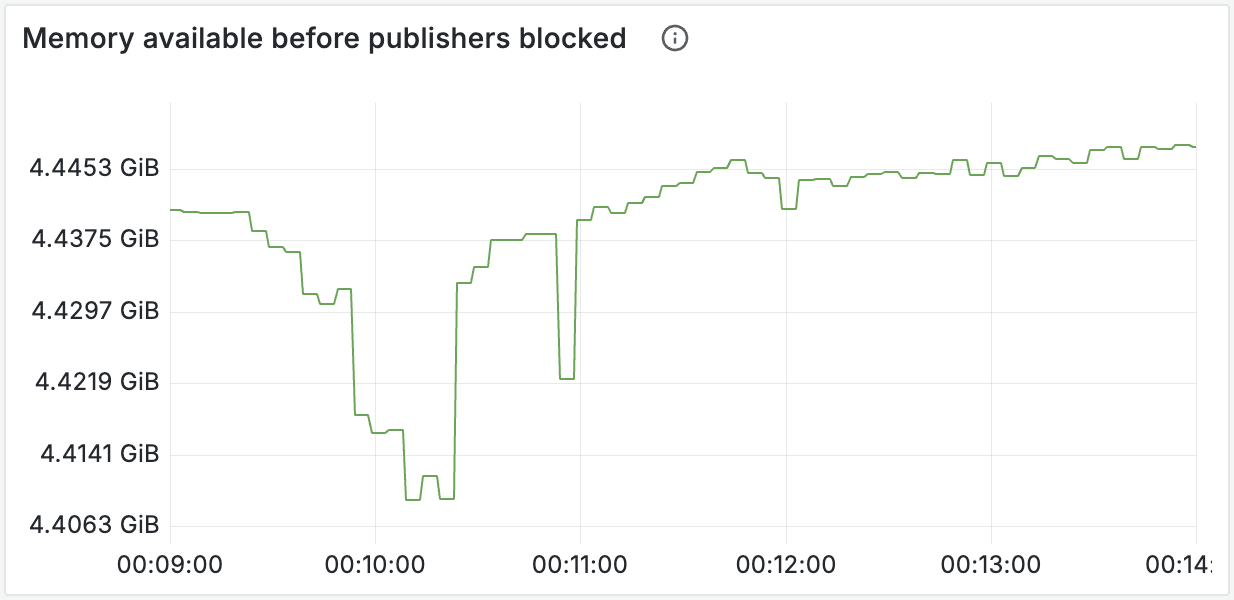 Memory available before publishers blocked
4.4453 GiB
4.4375 GiB
4.4297 GiB
4.4219 GiB
4.4141 GiB
4.4063 GiB
00:09:00 00:10:00 00:11:00 00:12:00 00:13:00 00:14: